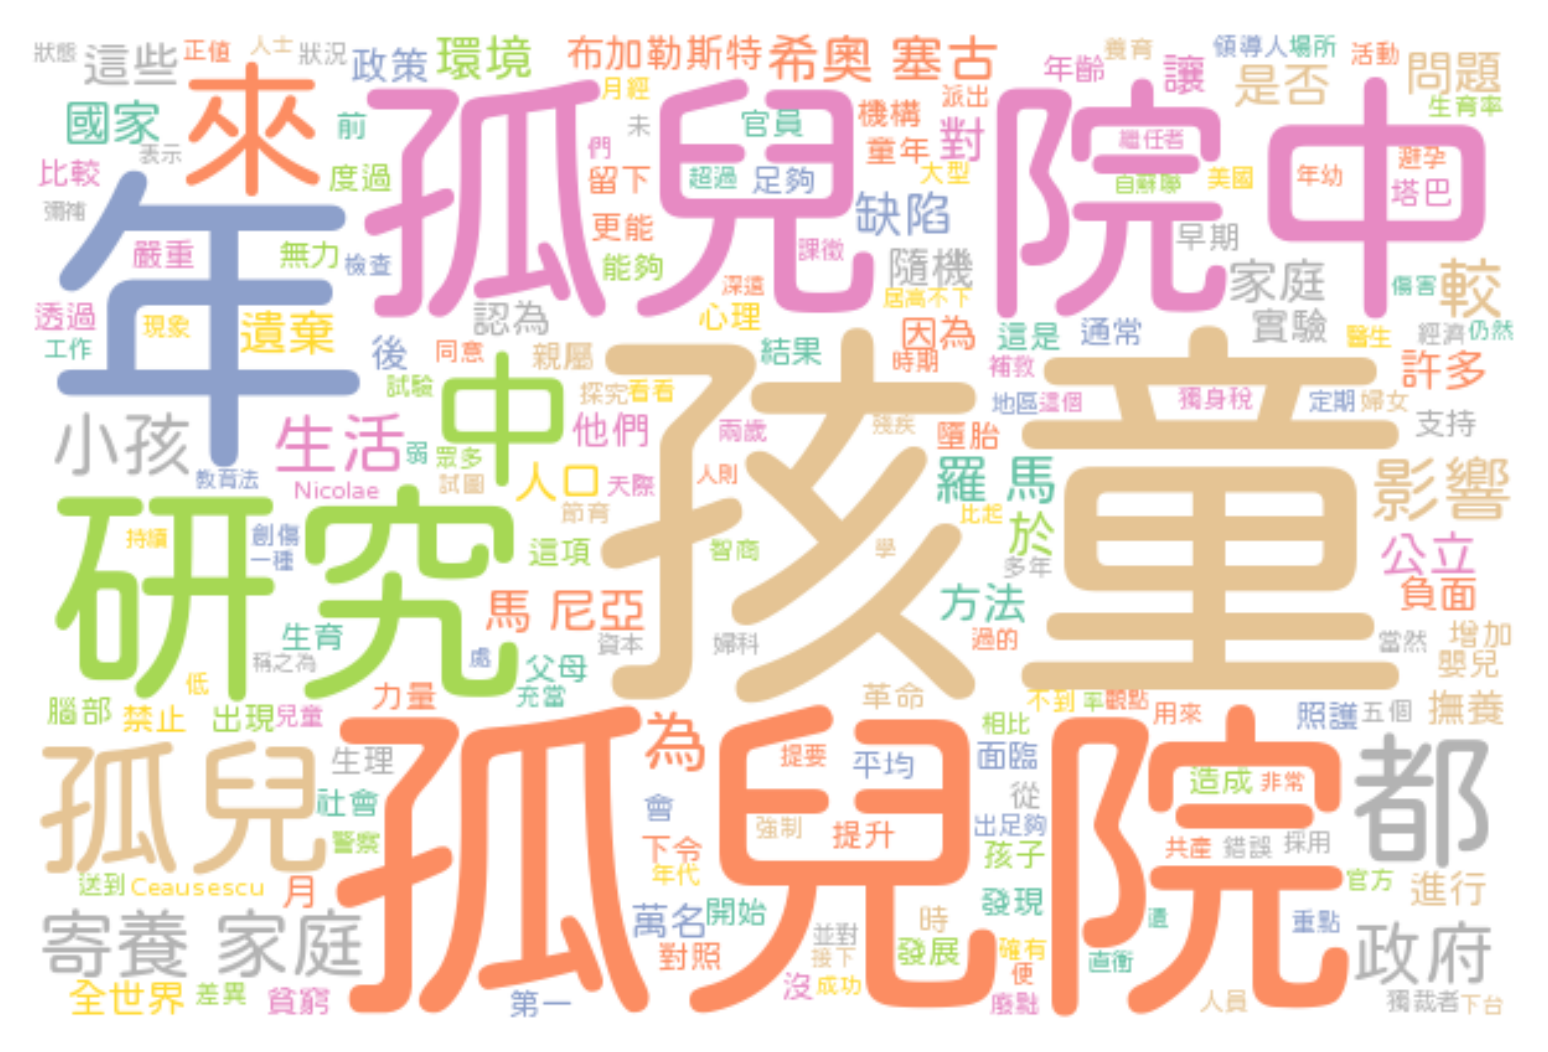 狀態 這些 正值 人士 狀況 政策 環境 布加勒斯特 希奧 塞古 年齡 養育 讓 領導人 場所 是否 活動 問題
國家 來 前 孤兒院中 月經 未 們 官員 機構 童年 派出 對 繼任者 生育率
比較 表示 度過 留下 超過 足夠 大型 自蘇聯 美國 年幼 避孕 塔巴
彌補 年 嚴重 無力 檢查 更能 能夠 課徵 缺陷 隨機 早期 家庭 傷害 較
透過 現象 遺棄 認為 心理 深遠 居高不下 因為 這是 通常 實驗 醫生 經濟 仍然
工作 後 同意 中 親屬 孩童 結果 時期 補救 許多
試驗 探究 看看 地區 這個 獨身稅 定期 婦女 支持
小孩 生活 弱 眾多 他們 兩歲 殘疾 墮胎
教育法 Nicolae 試圖 人口 天際 人則 羅 馬 影響
研究 持續 創傷 一種 節育 這項 智商 學 比起 於 多年 公立
生育 馬 尼亞 資本 婦科 方法 過的 負面 當然 增加
稱之為 處 父母 嬰兒
腦部 禁止 低 出現 兒童 力量 充當 革命 不到 率 觀點 用來 照護 五個 撫養
孤兒 生理 孤兒院 為 提要 平均 相比 面臨 造成 非常 都
社會 會 從
警察 下令 強制 提升 出足夠 孩子 共產 錯誤 採用
送到 Ceausescu 月 年代 官方 進行
寄養 家庭 萬名 開始 時 發現 遺 重點 政府
對照 並對 接下 發展 確有 直衝
全世界 差異 貧窮 第一 沒 成功 便 人員 獨裁者 下台